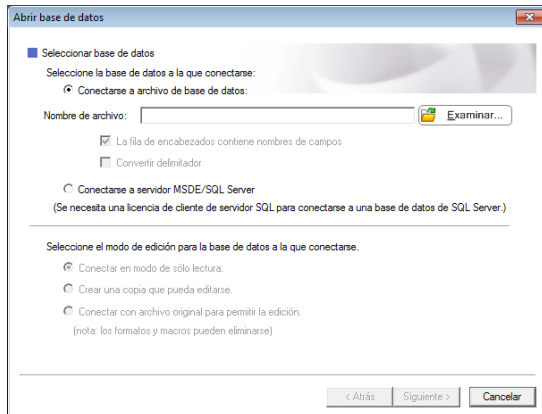 Abrir base de datos
Seleccionar base de datos
Seleccione la base de datos a la que conectarse:
Conectarse a archivo de base de datos:
Nombre de archivo:
Examinar...
La fila de encabezados contiene nombres de campos
Convertir delimitador
Conectarse a servidor MSDE/SQL Server
(Se necesita una licencia de cliente de servidor SQL para conectarse a una base de datos de SQL Server.)
Seleccione el modo de edición para la base de datos a la que conectarse.
Conectar en modo de sólo lectura.
Crear una copia que pueda editarse.
Conectar con archivo original para permitir la edición.
(nota: los formatos y macros pueden eliminarse)
< Atrás Siguiente > Cancelar